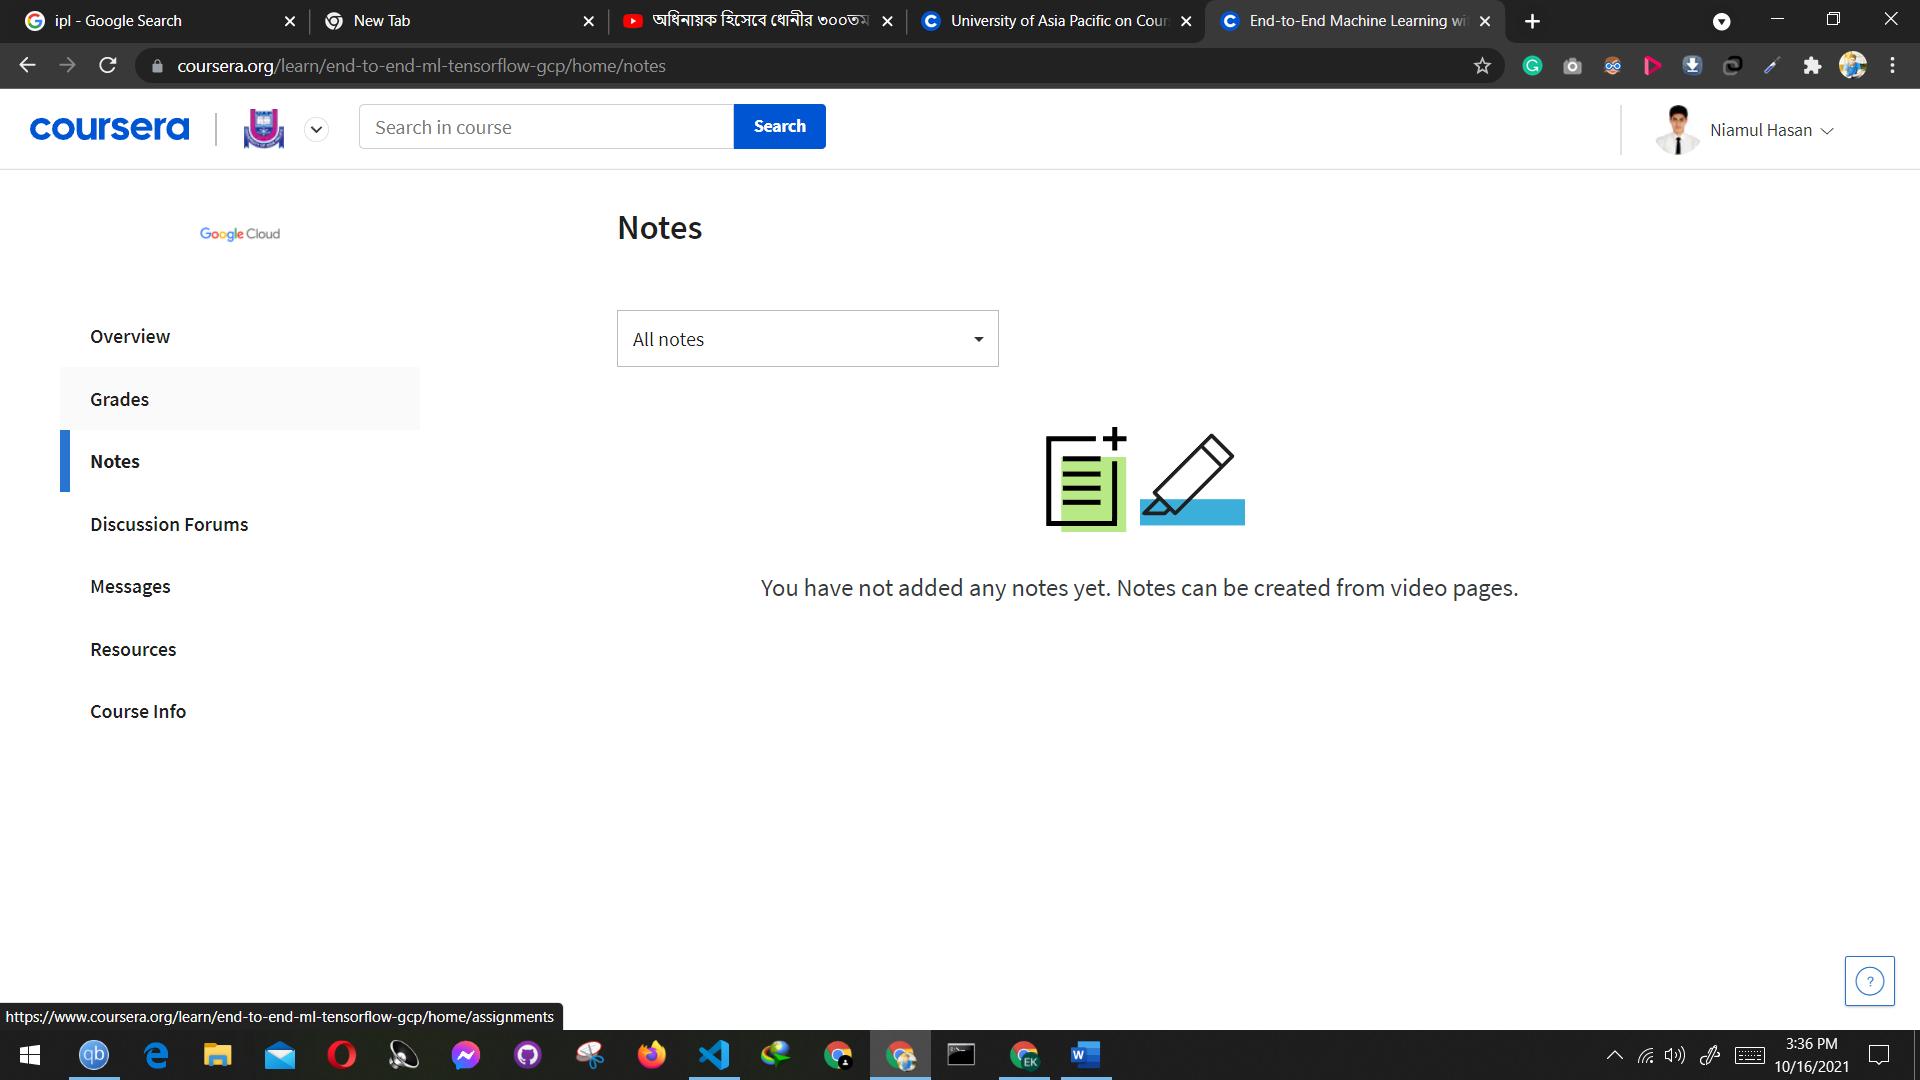 ipl - Google Search
New Tab
অধিনায়ক হিসেবে ধোনীর ৩০০তম
University of Asia Pacific on Cour
End-to-End Machine Learning wi
coursera.org/learn/end-to-end-ml-tensorflow-gcp/home/notes
coursera
Search in course
Search
Niamul Hasan
Google Cloud
Notes
All notes
Overview
Grades
Notes
Discussion Forums
Messages
Resources
Course Info
You have not added any notes yet. Notes can be created from video pages.
?
https://www.coursera.org/learn/end-to-end-ml-tensorflow-gcp/home/assignments
qb
EK
W
3:36 PM
10/16/2021